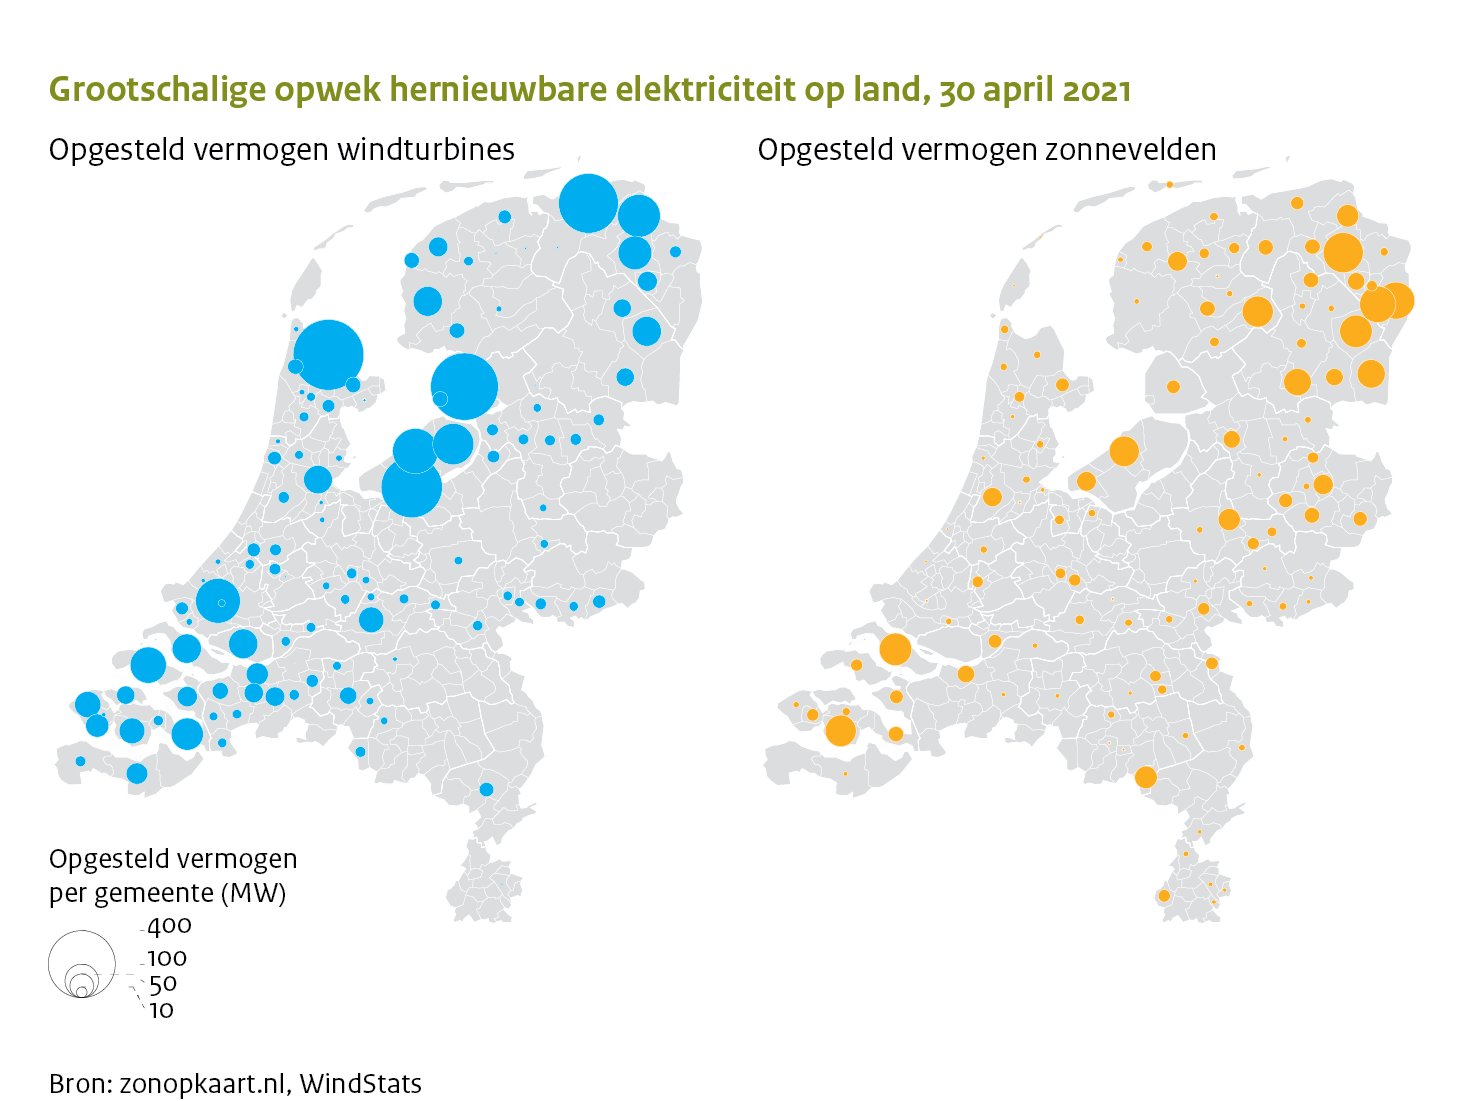 Grootschalige opwek hernieuwbare elektriciteit op land, 30 april 2021
Opgesteld vermogen windturbines
Opgesteld vermogen zonnevelden
Opgesteld vermogen
per gemeente (MW)
400
100
50
10
Bron: zonopkaart.nl, WindStats